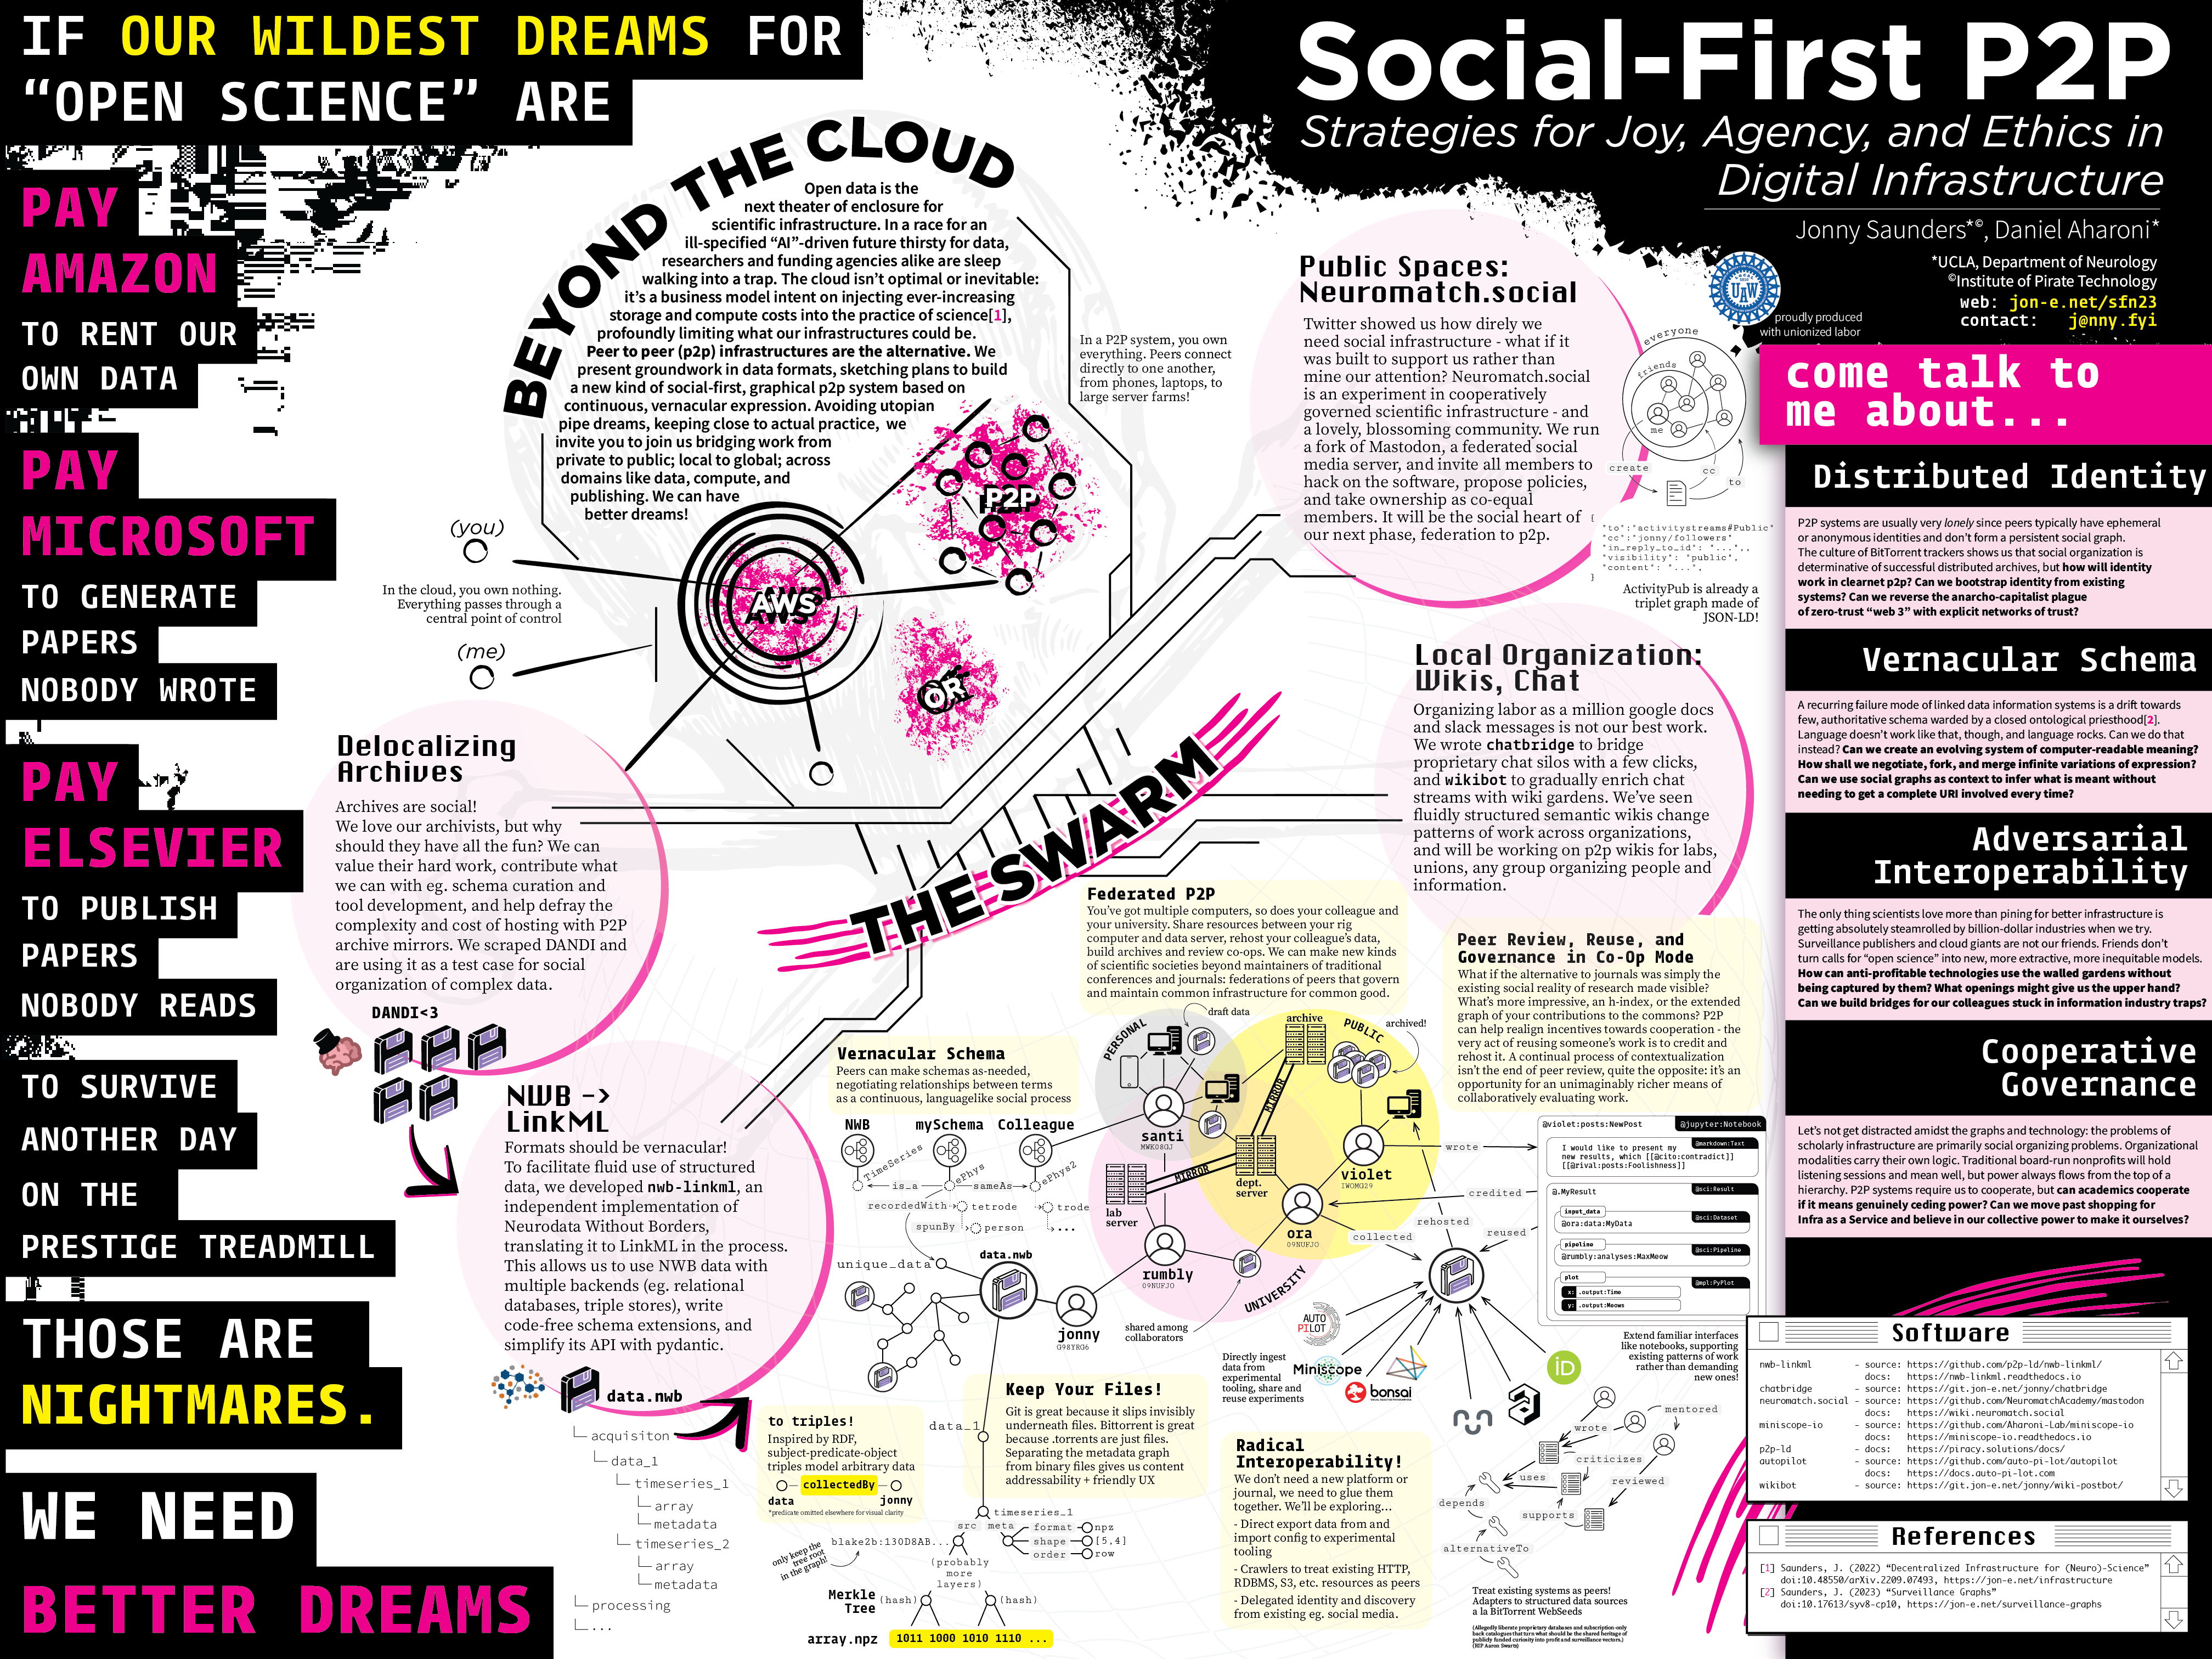 IF OUR WILDEST DREAMS FOR
“OPEN SCIENCE” ARE
PAY
AMAZON
TO RENT OUR
OWN DATA
PAY
MICROSOFT
TO GENERATE
PAPERS
NOBODY WROTE
PAY
ELSEVIER
TO PUBLISH
PAPERS
NOBODY READS
TO SURVIVE
ANOTHER DAY
ON THE
PRESTIGE TREADMILL
THOSE ARE
NIGHTMARES.
WE NEED
BETTER DREAMS
Social-First P2P
Strategies for Joy, Agency, and Ethics in
Digital Infrastructure
Jonny Saunders*©, Daniel Aharoni*
*UCLA, Department of Neurology
©Institute of Pirate Technology
web: jon-e.net/sfn23
contact: j@nny.fyi
UAW
proudly produced
with unionized labor
BEYOND THE CLOUD
Open data is the
next theater of enclosure for
scientific infrastructure. In a race for an
ill-specified “AI”-driven future thirsty for data,
researchers and funding agencies alike are sleep
walking into a trap. The cloud isn’t optimal or inevitable:
it’s a business model intent on injecting ever-increasing
storage and compute costs into the practice of science[1],
profoundly limiting what our infrastructures could be.
Peer to peer (p2p) infrastructures are the alternative. We
present groundwork in data formats, sketching plans to build
a new kind of social-first, graphical p2p system based on
continuous, vernacular expression. Avoiding utopian
pipe dreams, keeping close to actual practice, we
invite you to join us bridging work from
private to public; local to global; across
domains like data, compute, and
publishing. We can have
better dreams!
(you)
In the cloud, you own nothing.
Everything passes through a
central point of control
(me)
AWS
OR
P2P
In a P2P system, you own
everything. Peers connect
directly to one another,
from phones, laptops, to
large server farms!
Public Spaces:
Neuromatch.social
Twitter showed us how direly we
need social infrastructure - what if it
was built to support us rather than
mine our attention? Neuromatch.social
is an experiment in cooperatively
governed scientific infrastructure - and
a lovely, blossoming community. We run
a fork of Mastodon, a federated social
media server, and invite all members to
hack on the software, propose policies,
and take ownership as co-equal
members. It will be the social heart of
our next phase, federation to p2p.
everyone
friends
me
create
cc
to
"to":"activitystreams#Public"
"cc":"jonny/followers"
"in_reply_to_id": "...",
"visibility": "public",
"content": "...",
}
ActivityPub is already a
triplet graph made of
JSON-LD!
Local Organization:
Wikis, Chat
Organizing labor as a million google docs
and slack messages is not our best work.
We wrote chatbridge to bridge
proprietary chat silos with a few clicks,
and wikibot to gradually enrich chat
streams with wiki gardens. We’ve seen
fluidly structured semantic wikis change
patterns of work across organizations,
and will be working on p2p wikis for labs,
unions, any group organizing people and
information.
Delocalizing
Archives
Archives are social!
We love our archivists, but why
should they have all the fun? We can
value their hard work, contribute what
we can with eg. schema curation and
tool development, and help defray the
complexity and cost of hosting with P2P
archive mirrors. We scraped DANDI and
are using it as a test case for social
organization of complex data.
DANDI<3
NWB ->
LinkML
Formats should be vernacular!
To facilitate fluid use of structured
data, we developed nwb-linkml, an
independent implementation of
Neurodata Without Borders,
translating it to LinkML in the process.
This allows us to use NWB data with
multiple backends (eg. relational
databases, triple stores), write
code-free schema extensions, and
simplify its API with pydantic.
data.nwb
acquisiton
data_1
timeseries_1
array
metadata
timeseries_2
array
metadata
processing
...
THE SWARM
Federated P2P
You’ve got multiple computers, so does your colleague and
your university. Share resources between your rig
computer and data server, rehost your colleague’s data,
build archives and review co-ops. We can make new kinds
of scientific societies beyond maintainers of traditional
conferences and journals: federations of peers that govern
and maintain common infrastructure for common good.
Peer Review, Reuse, and
Governance in Co-Op Mode
What if the alternative to journals was simply the
existing social reality of research made visible?
What’s more impressive, an h-index, or the extended
graph of your contributions to the commons? P2P
can help realign incentives towards cooperation - the
very act of reusing someone’s work is to credit and
rehost it. A continual process of contextualization
isn’t the end of peer review, quite the opposite: it’s an
opportunity for an unimaginably richer means of
collaboratively evaluating work.
Vernacular Schema
Peers can make schemas as-needed,
negotiating relationships between terms
as a continuous, languagelike social process
NWB
mySchema
Colleague
TimeSeries
ePhys
ePhys2
is_a
sameAs
recordedWith
tetrode
trode
spunBy
person
...
unique_data
data.nwb
jonny
G98YRG6
PERSONAL
draft data
archive
PUBLIC
archived!
MIRROR
santi
MWK08GJ
MIRROR
lab
server
dept.
server
violet
IWOMG29
ora
09NUFJO
rumbly
09NUFJO
UNIVERSITY
shared among
collaborators
wrote
credited
rehosted
collected
reused
@violet:posts:NewPost
@jupyter:Notebook
@markdown:Text
I would like to present my
new results, which [[@cito:contradict]]
[[@rival:posts:Foolishness]]
@.MyResult
@sci:Result
input_data
@sci:Dataset
@ora:data:MyData
pipeline
@sci:Pipeline
@rumbly:analyses:MaxMeow
plot
@mpl:PyPlot
x: .output:Time
y: .output:Meows
Extend familiar interfaces
like notebooks, supporting
existing patterns of work
rather than demanding
new ones!
AUTO
PILOT
Miniscope
bonsai
iD
Directly ingest
data from
experimental
tooling, share and
reuse experiments
Keep Your Files!
Git is great because it slips invisibly
underneath files. Bittorrent is great
because .torrents are just files.
Separating the metadata graph
from binary files gives us content
addressability + friendly UX
to triples!
Inspired by RDF,
subject-predicate-object
triples model arbitrary data
collectedBy
data
jonny
*predicate omitted elsewhere for visual clarity
data_1
timeseries_1
src
meta
format
npz
shape
[5,4]
order
row
only keep the
tree root
in the graph!
blake2b:130D8AB...
(probably
more
layers)
Merkle
Tree
(hash)
(hash)
array.npz
1011 1000 1010 1110 ...
Radical
Interoperability!
We don’t need a new platform or
journal, we need to glue them
together. We’ll be exploring...
- Direct export data from and
import config to experimental
tooling
- Crawlers to treat existing HTTP,
RDBMS, S3, etc. resources as peers
- Delegated identity and discovery
from existing eg. social media.
mentored
wrote
criticizes
uses
reviewed
depends
supports
alternativeTo
Treat existing systems as peers!
Adapters to structured data sources
a la BitTorrent WebSeeds
(Allegedly liberate proprietary databases and subscription-only
back catalogues that turn what should be the shared heritage of
publicly funded curiosity into profit and surveillance vectors.)
(RIP Aaron Swartz)
come talk to
me about...
Distributed Identity
P2P systems are usually very lonely since peers typically have ephemeral
or anonymous identities and don’t form a persistent social graph.
The culture of BitTorrent trackers shows us that social organization is
determinative of successful distributed archives, but how will identity
work in clearnet p2p? Can we bootstrap identity from existing
systems? Can we reverse the anarcho-capitalist plague
of zero-trust “web 3” with explicit networks of trust?
Vernacular Schema
A recurring failure mode of linked data information systems is a drift towards
few, authoritative schema warded by a closed ontological priesthood[2].
Language doesn’t work like that, though, and language rocks. Can we do that
instead? Can we create an evolving system of computer-readable meaning?
How shall we negotiate, fork, and merge infinite variations of expression?
Can we use social graphs as context to infer what is meant without
needing to get a complete URI involved every time?
Adversarial
Interoperability
The only thing scientists love more than pining for better infrastructure is
getting absolutely steamrolled by billion-dollar industries when we try.
Surveillance publishers and cloud giants are not our friends. Friends don’t
turn calls for “open science” into new, more extractive, more inequitable models.
How can anti-profitable technologies use the walled gardens without
being captured by them? What openings might give us the upper hand?
Can we build bridges for our colleagues stuck in information industry traps?
Cooperative
Governance
Let’s not get distracted amidst the graphs and technology: the problems of
scholarly infrastructure are primarily social organizing problems. Organizational
modalities carry their own logic. Traditional board-run nonprofits will hold
listening sessions and mean well, but power always flows from the top of a
hierarchy. P2P systems require us to cooperate, but can academics cooperate
if it means genuinely ceding power? Can we move past shopping for
Infra as a Service and believe in our collective power to make it ourselves?
Software
nwb-linkml - source: https://github.com/p2p-ld/nwb-linkml/
docs: https://nwb-linkml.readthedocs.io
chatbridge - source: https://git.jon-e.net/jonny/chatbridge
neuromatch.social - source: https://github.com/NeuromatchAcademy/mastodon
docs: https://wiki.neuromatch.social
miniscope-io - source: https://github.com/Aharoni-Lab/miniscope-io
docs: https://miniscope-io.readthedocs.io
p2p-ld - docs: https://piracy.solutions/docs/
autopilot - source: https://github.com/auto-pi-lot/autopilot
docs: https://docs.auto-pi-lot.com
wikibot - source: https://git.jon-e.net/jonny/wiki-postbot/
References
[1] Saunders, J. (2022) “Decentralized Infrastructure for (Neuro)-Science”
doi:10.48550/arXiv.2209.07493, https://jon-e.net/infrastructure
[2] Saunders, J. (2023) “Surveillance Graphs”
doi:10.17613/syv8-cp10, https://jon-e.net/surveillance-graphs